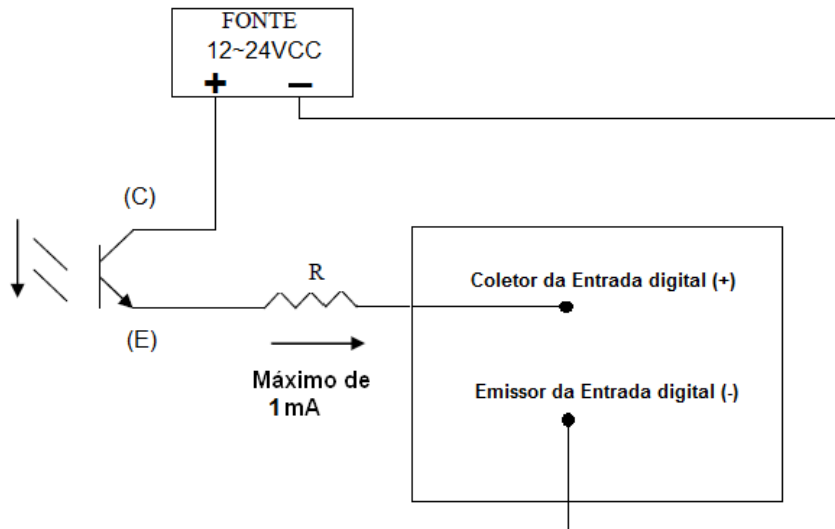 FONTE
12~24VCC
+ −
(C)
R
Coletor da Entrada digital (+)
(E)
Máximo de
1mA
Emissor da Entrada digital (-)